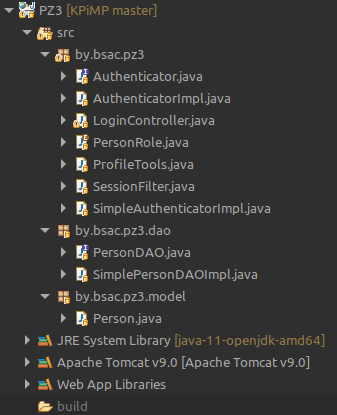 PZ3 [KPiMP master]
src
by.bsac.pz3
Authenticator.java
AuthenticatorImpl.java
LoginController.java
PersonRole.java
ProfileTools.java
SessionFilter.java
SimpleAuthenticatorImpl.java
by.bsac.pz3.dao
PersonDAO.java
SimplePersonDAOImpl.java
by.bsac.pz3.model
Person.java
JRE System Library [java-11-openjdk-amd64]
Apache Tomcat v9.0 [Apache Tomcat v9.0]
Web App Libraries
build